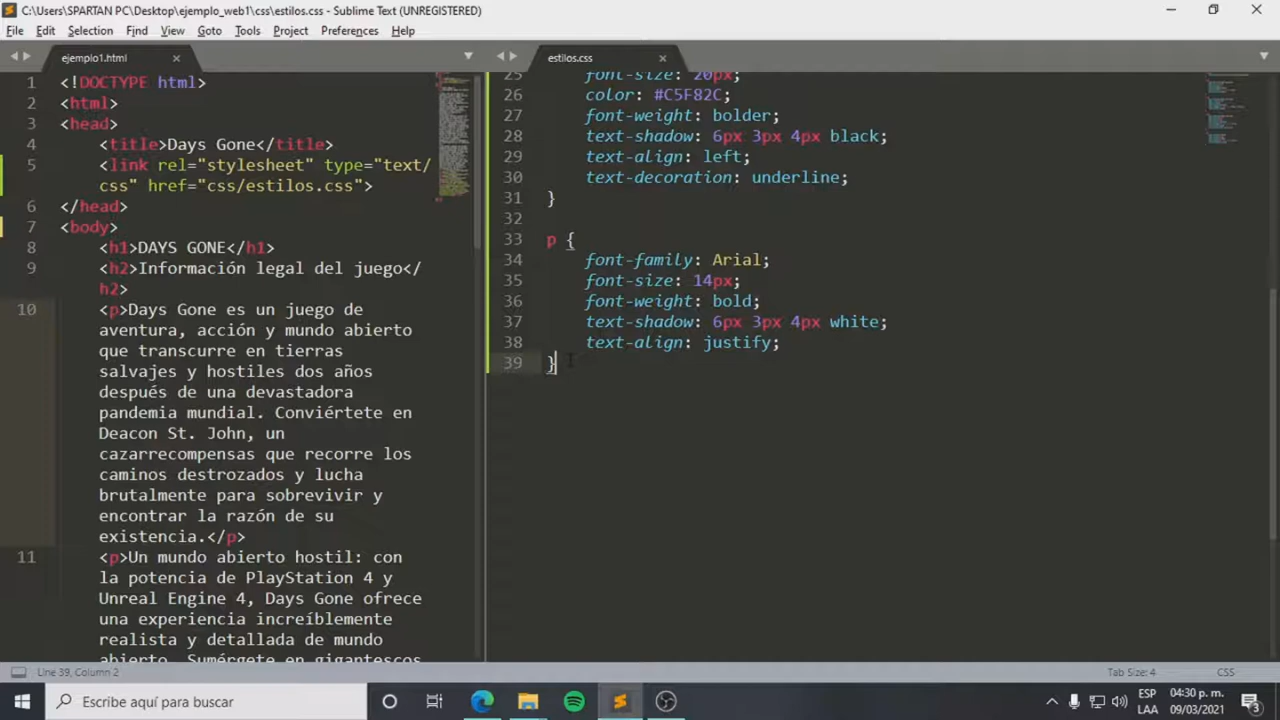 C:\Users\SPARTAN PC\Desktop\ejemplo_web1\css\estilos.css - Sublime Text (UNREGISTERED)
File Edit Selection Find View Goto Tools Project Preferences Help
ejemplo1.html
1 <!DOCTYPE html>
2 <html>
3 <head>
4 <title>Days Gone</title>
5 <link rel="stylesheet" type="text/
css" href="css/estilos.css">
6 </head>
7 <body>
8 <h1>DAYS GONE</h1>
9 <h2>Información legal del juego</
h2>
10 <p>Days Gone es un juego de
aventura, acción y mundo abierto
que transcurre en tierras
salvajes y hostiles dos años
después de una devastadora
pandemia mundial. Conviértete en
Deacon St. John, un
cazarrecompensas que recorre los
caminos destrozados y lucha
brutalmente para sobrevivir y
encontrar la razón de su
existencia.</p>
11 <p>Un mundo abierto hostil: con
la potencia de PlayStation 4 y
Unreal Engine 4, Days Gone ofrece
una experiencia increíblemente
realista y detallada de mundo
abierto. Sumérgete en gigantescos
estilos.css
25 font-size: 20px;
26 color: #C5F82C;
27 font-weight: bolder;
28 text-shadow: 6px 3px 4px black;
29 text-align: left;
30 text-decoration: underline;
31 }
32
33 p {
34 font-family: Arial;
35 font-size: 14px;
36 font-weight: bold;
37 text-shadow: 6px 3px 4px white;
38 text-align: justify;
39 }
Line 39, Column 2
Tab Size: 4
CSS
Escribe aquí para buscar
ESP
LAA
04:30 p. m.
09/03/2021
3